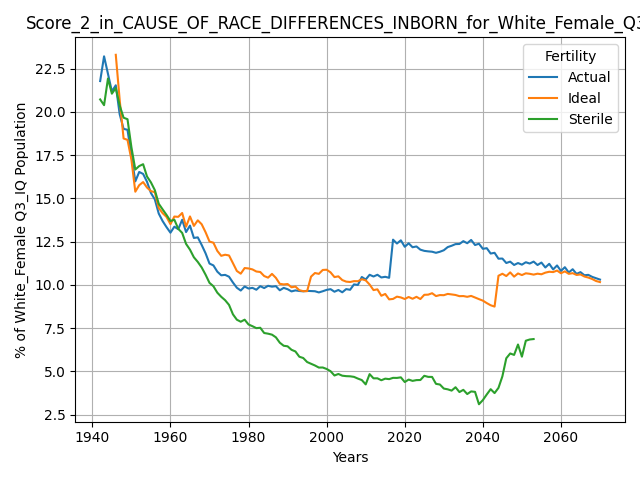 Score_2_in_CAUSE_OF_RACE_DIFFERENCES_INBORN_for_White_Female_Q3
Fertility
Actual
Ideal
Sterile
% of White_Female Q3_IQ Population
22.5
20.0
17.5
15.0
12.5
10.0
7.5
5.0
2.5
1940 1960 1980 2000 2020 2040 2060
Years